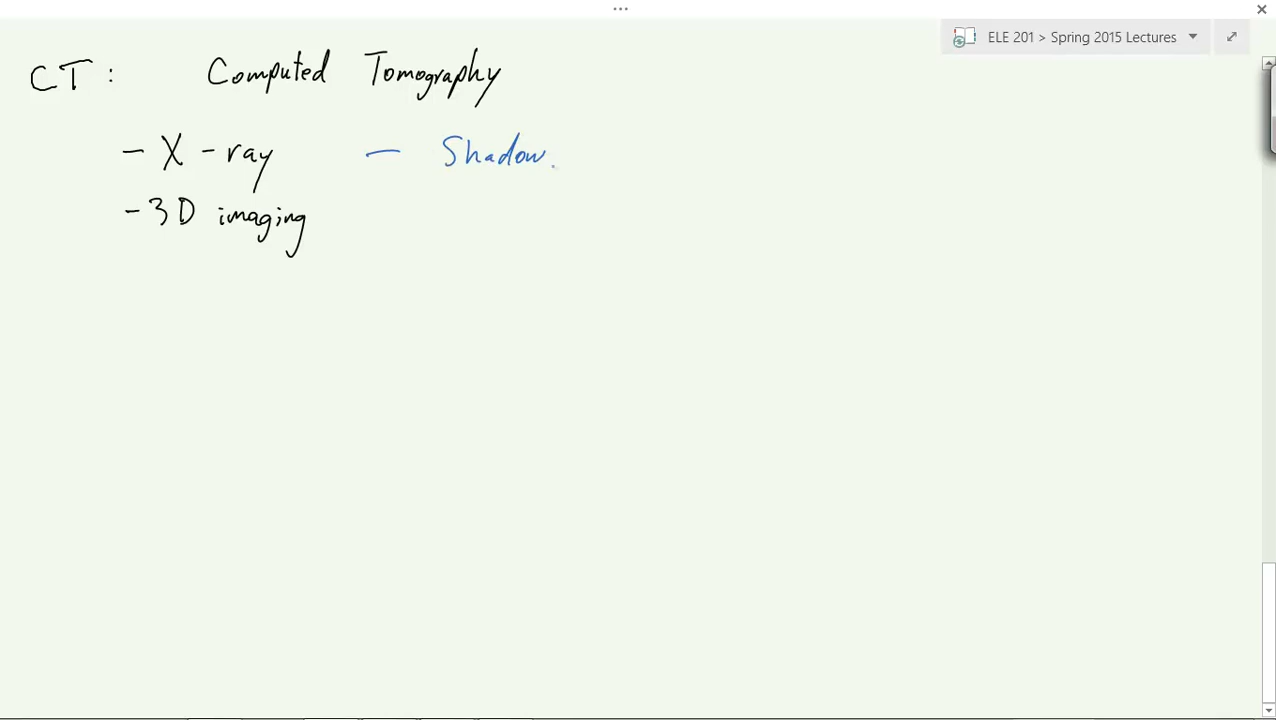 ELE 201 > Spring 2015 Lectures
CT: Computed Tomography
- X-ray — Shadow.
- 3D imaging